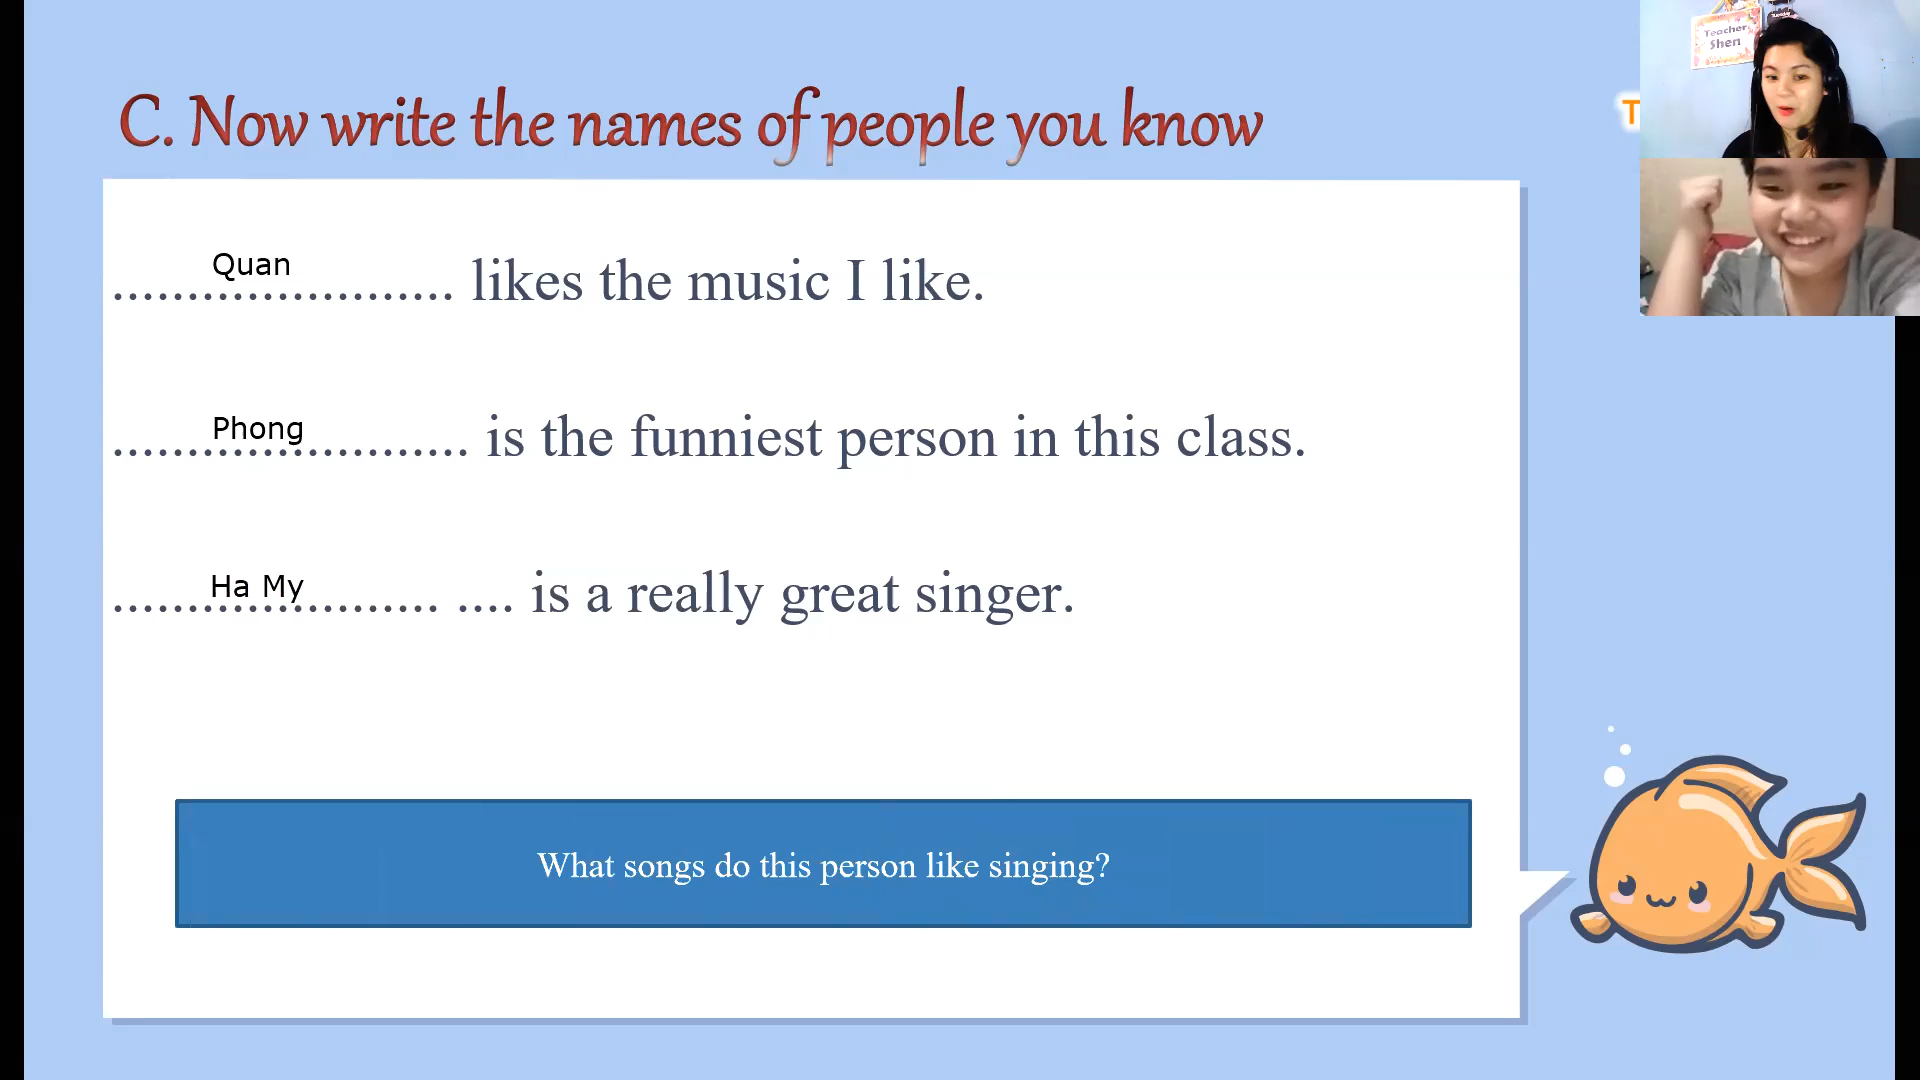 C. Now write the names of people you know
T
Teacher
Shen
Quan
....................... likes the music I like.
Phong
........................ is the funniest person in this class.
Ha My
...................... .... is a really great singer.
What songs do this person like singing?